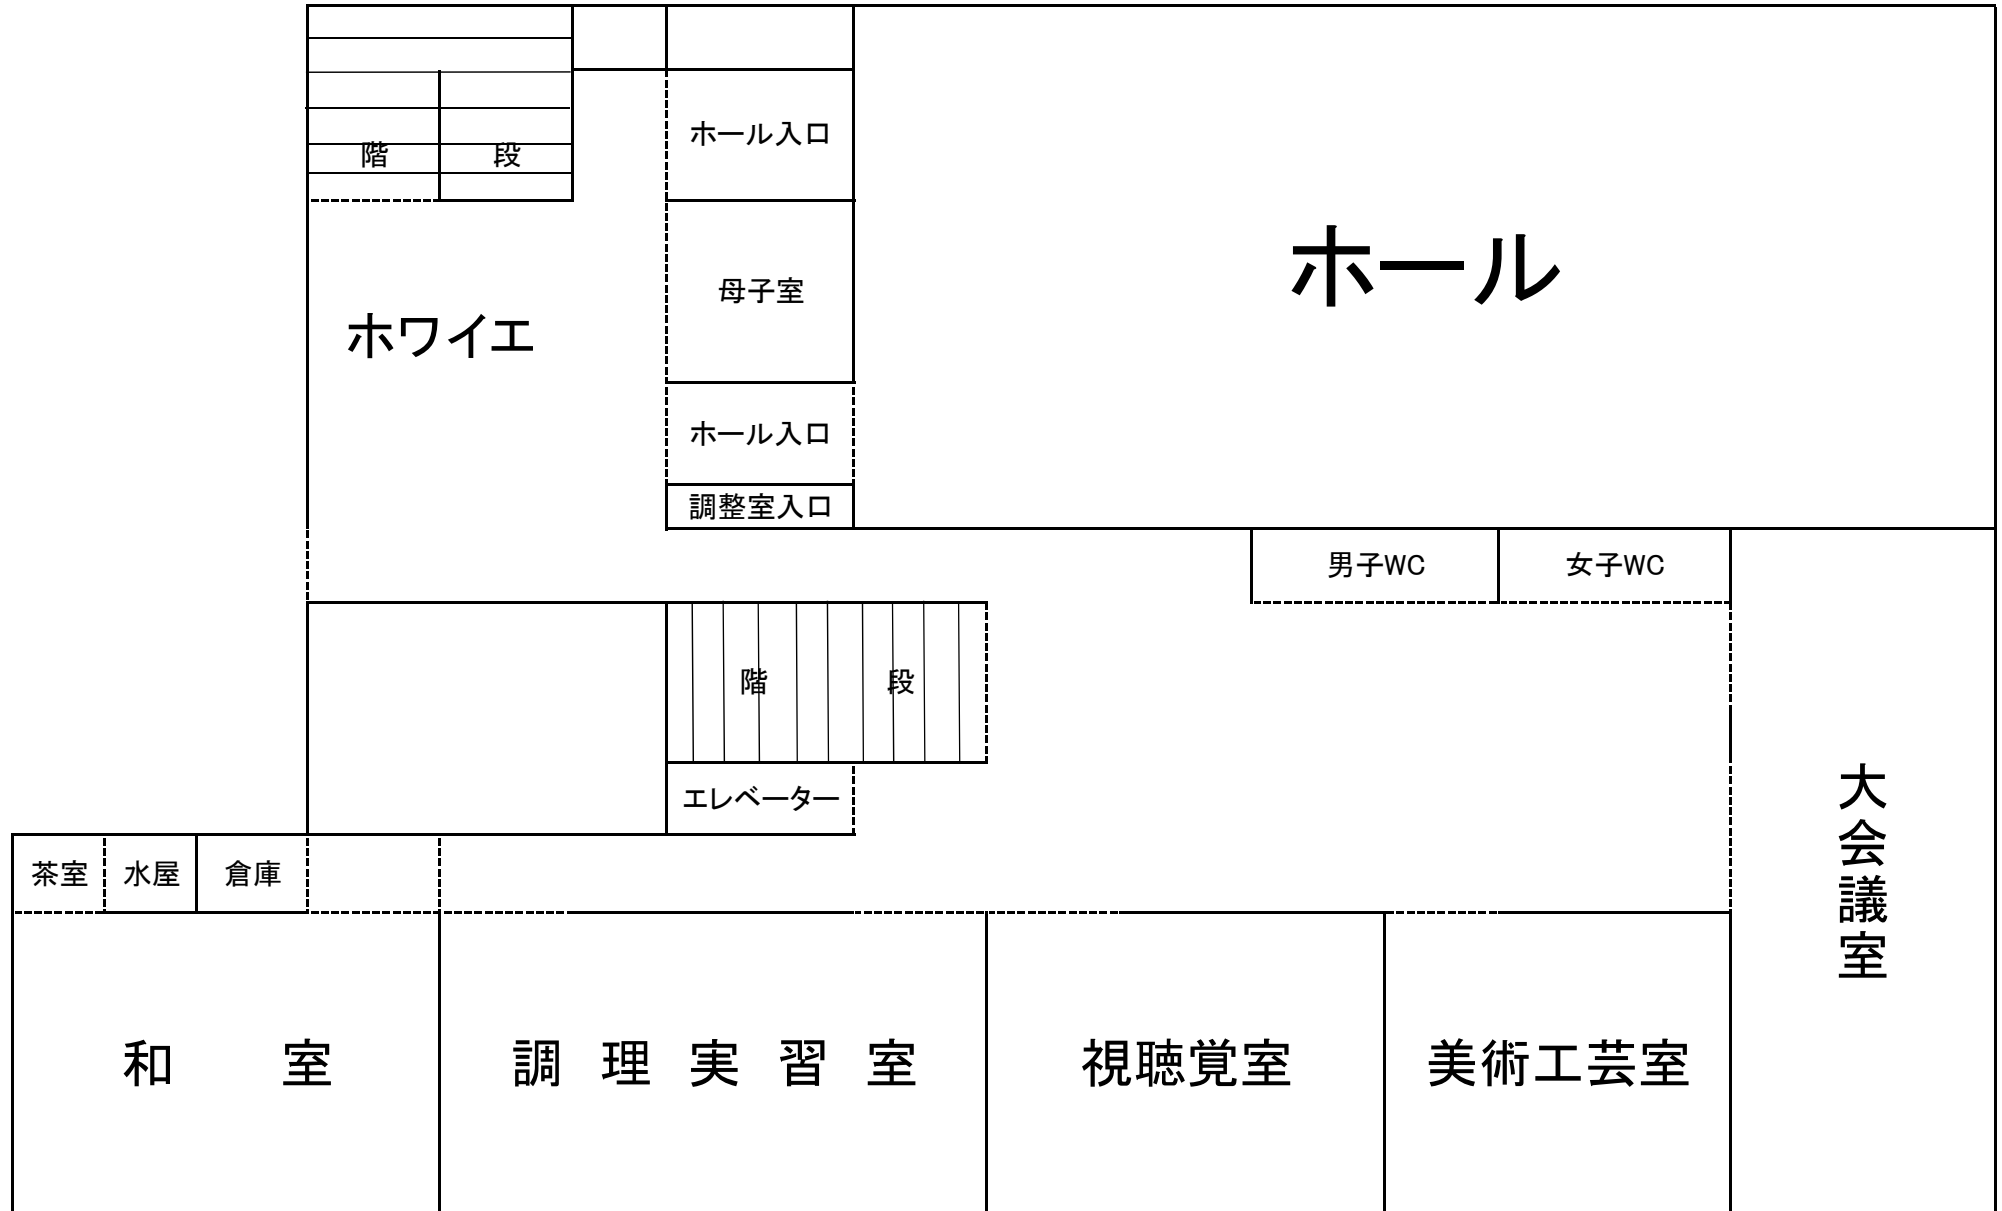 ホール入口
階 段
ホール
母子室
ホワイエ
ホール入口
調整室入口
男子WC
女子WC
階 段
エレベーター
大会議室
茶室
水屋
倉庫
和 室
調 理 実 習 室
視聴覚室
美術工芸室